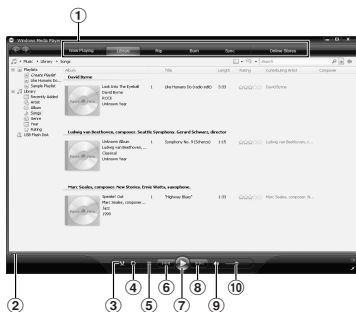 1
Windows Media Player
Now Playing Library Rip Burn Sync Online Stores
Music Library Songs Search
Playlists
Create Playlist
Like Humans Do...
Sample Playlist
Library
Recently Added
Artist
Album
Songs
Genre
Year
Rating
USB Flash Disk
Album Title Length Rating Contributing Artist Composer
David Byrne
Look Into The Eyeball 1 Like Humans Do (radio edit) 3:33 David Byrne
David Byrne
ROCK
Unknown Year
Ludwig van Beethoven, composer. Seattle Symphony. Gerard Schwarz, director
Unknown Album 1 Symphony No. 9 (Scherzo) 1:15 Ludwig van Beethoven, c...
Ludwig van Beethoven,...
Classical
Unknown Year
Marc Seales, composer. New Stories. Ernie Watts, saxophone.
Speakin' Out 1 "Highway Blues" 1:33 Marc Seales, composer. N...
Marc Seales, composer...
Jazz
1999
2 3 4 5 6 7 8 9 10